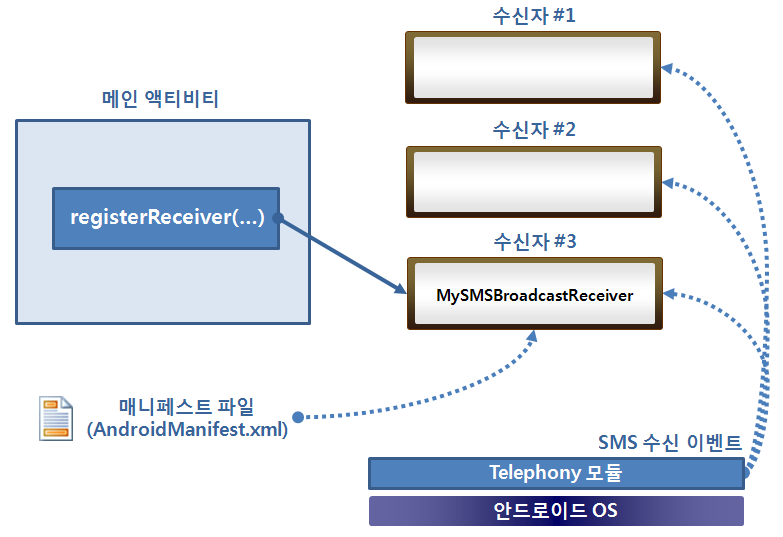 수신자 #1
메인 액티비티
수신자 #2
registerReceiver(...)
수신자 #3
MySMSBroadcastReceiver
매니페스트 파일
(AndroidManifest.xml)
SMS 수신 이벤트
Telephony 모듈
안드로이드 OS